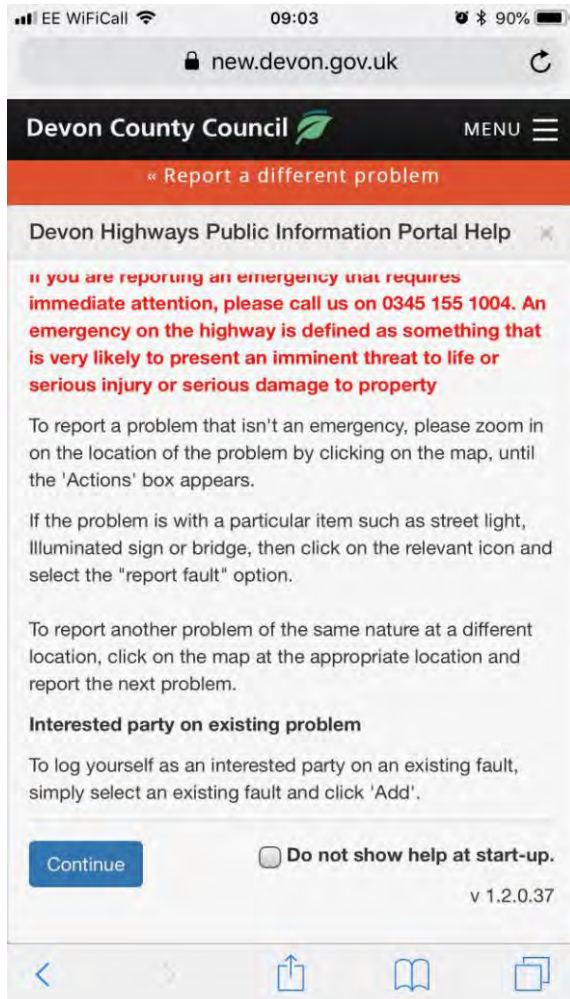 EE WiFiCall 09:03 90%
new.devon.gov.uk
Devon County Council MENU
« Report a different problem
Devon Highways Public Information Portal Help ×
If you are reporting an emergency that requires
immediate attention, please call us on 0345 155 1004. An
emergency on the highway is defined as something that
is very likely to present an imminent threat to life or
serious injury or serious damage to property
To report a problem that isn't an emergency, please zoom in
on the location of the problem by clicking on the map, until
the 'Actions' box appears.
If the problem is with a particular item such as street light,
Illuminated sign or bridge, then click on the relevant icon and
select the "report fault" option.
To report another problem of the same nature at a different
location, click on the map at the appropriate location and
report the next problem.
Interested party on existing problem
To log yourself as an interested party on an existing fault,
simply select an existing fault and click 'Add'.
Continue
Do not show help at start-up.
v 1.2.0.37